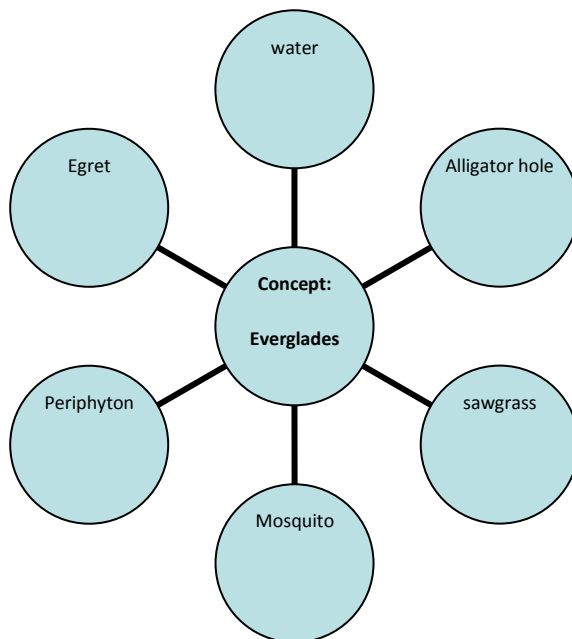 water
Egret
Alligator hole
Concept:
Everglades
Periphyton
sawgrass
Mosquito